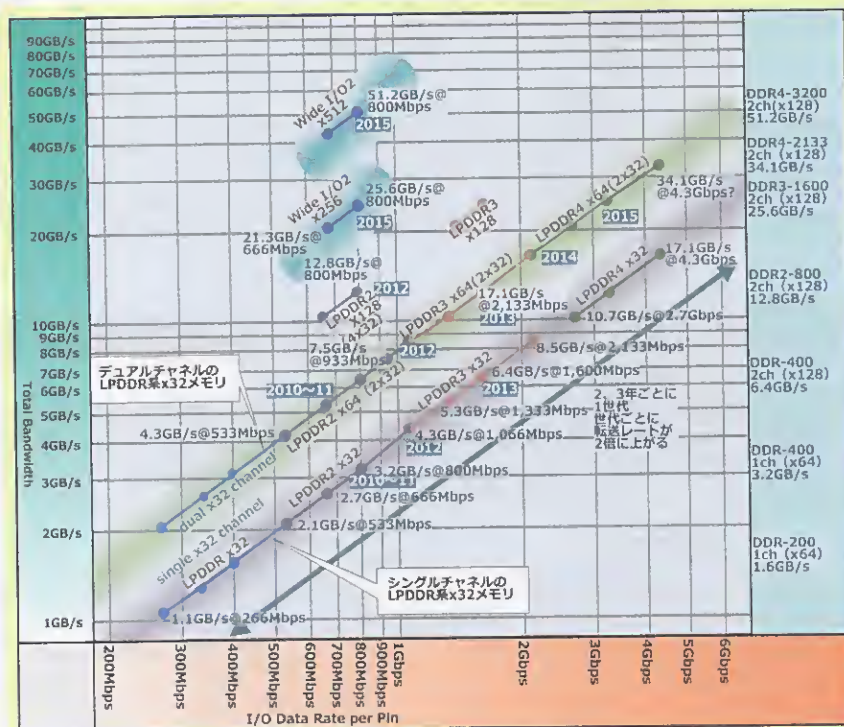 90GB/s
80GB/s
70GB/s
60GB/s
50GB/s
40GB/s
30GB/s
20GB/s
10GB/s
9GB/s
8GB/s
7GB/s
6GB/s
5GB/s
4GB/s
3GB/s
2GB/s
1GB/s
Total Bandwidth
Wide I/O2
x512
51.2GB/s@
800Mbps
2015
Wide I/O2
x256
25.6GB/s@
800Mbps
2015
21.3GB/s@
666Mbps
12.8GB/s@
800Mbps
2012
LPDDR2
x128
(4x32)
LPDDR3
x128
LPDDR4 x64(2x32)
34.1GB/s
@4.3Gbps?
2015
2014
LPDDR3 x64(2x32)
17.1GB/s
@2,133Mbps
2013
LPDDR4 x32
17.1GB/s
@4.3Gbps
10.7GB/s@2.7Gbps
7.5GB/s
@933Mbps
2012
デュアルチャネルの
LPDDR系x32メモリ
2010〜11
LPDDR2 x64 (2x32)
4.3GB/s@533Mbps
dual x32 channel
LPDDR3 x32
8.5GB/s@2,133Mbps
6.4GB/s@1,600Mbps
2013
5.3GB/s@1,333Mbps
4.3GB/s@1,066Mbps
2012
LPDDR2 x32
3.2GB/s@800Mbps
2010〜11
2.7GB/s@666Mbps
2.1GB/s@533Mbps
single x32 channel
LPDDR x32
1.1GB/s@266Mbps
シングルチャネルの
LPDDR系x32メモリ
2、3年ごとに
1世代
世代ごとに
転送レートが
2倍に上がる
DDR4-3200
2ch(x128)
51.2GB/s
DDR4-2133
2ch (x128)
34.1GB/s
DDR3-1600
2ch (x128)
25.6GB/s
DDR2-800
2ch (x128)
12.8GB/s
DDR-400
2ch (x128)
6.4GB/s
DDR-400
1ch (x64)
3.2GB/s
DDR-200
1ch (x64)
1.6GB/s
200Mbps
300Mbps
400Mbps
500Mbps
600Mbps
700Mbps
800Mbps
900Mbps
1Gbps
2Gbps
3Gbps
4Gbps
5Gbps
6Gbps
I/O Data Rate per Pin